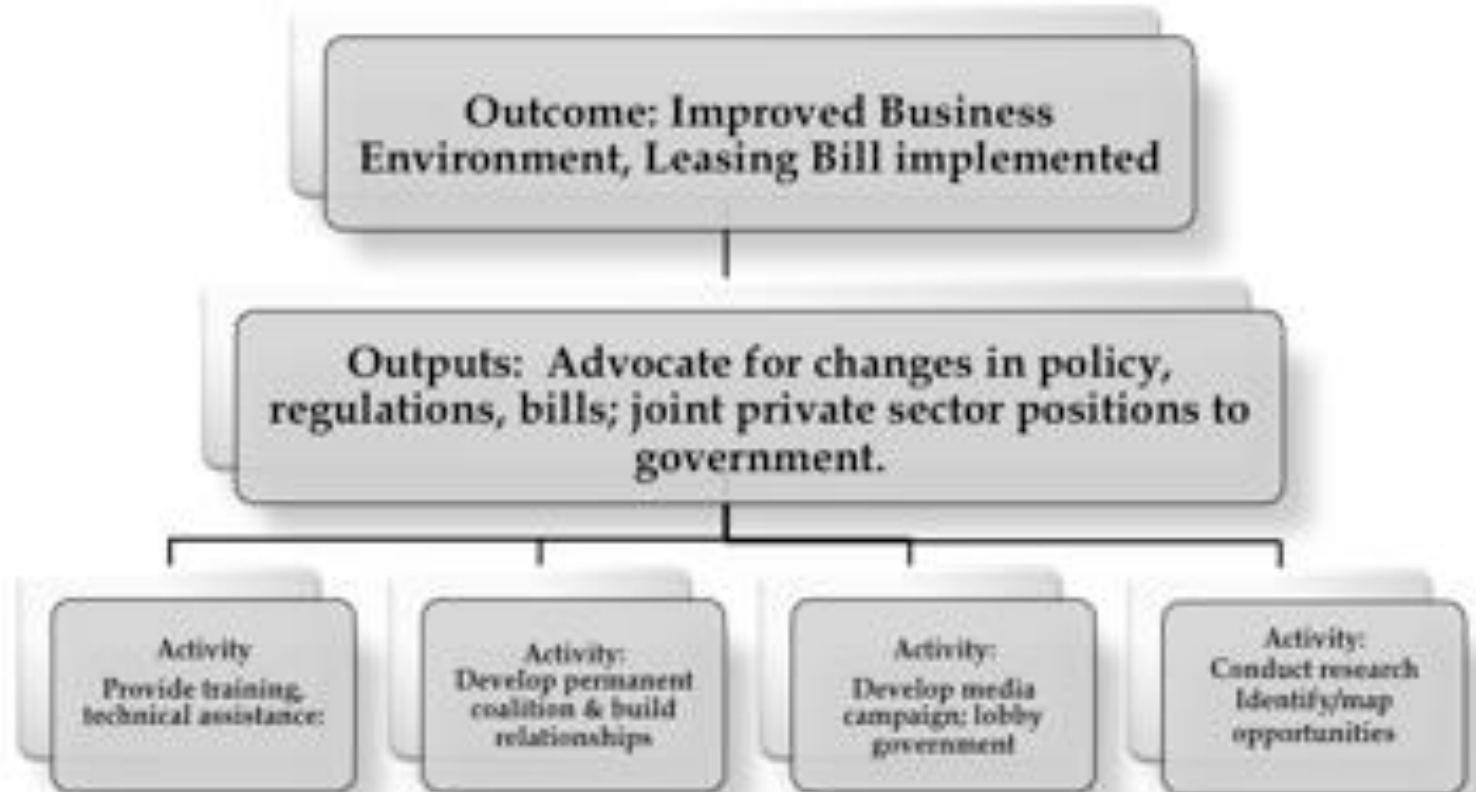 Outcome: Improved Business
Environment, Leasing Bill implemented
Outputs: Advocate for changes in policy,
regulations, bills; joint private sector positions to
government.
Activity
Provide training,
technical assistance:
Activity:
Develop permanent
coalition & build
relationships
Activity:
Develop media
campaign; lobby
government
Activity:
Conduct research
Identify/map
opportunities